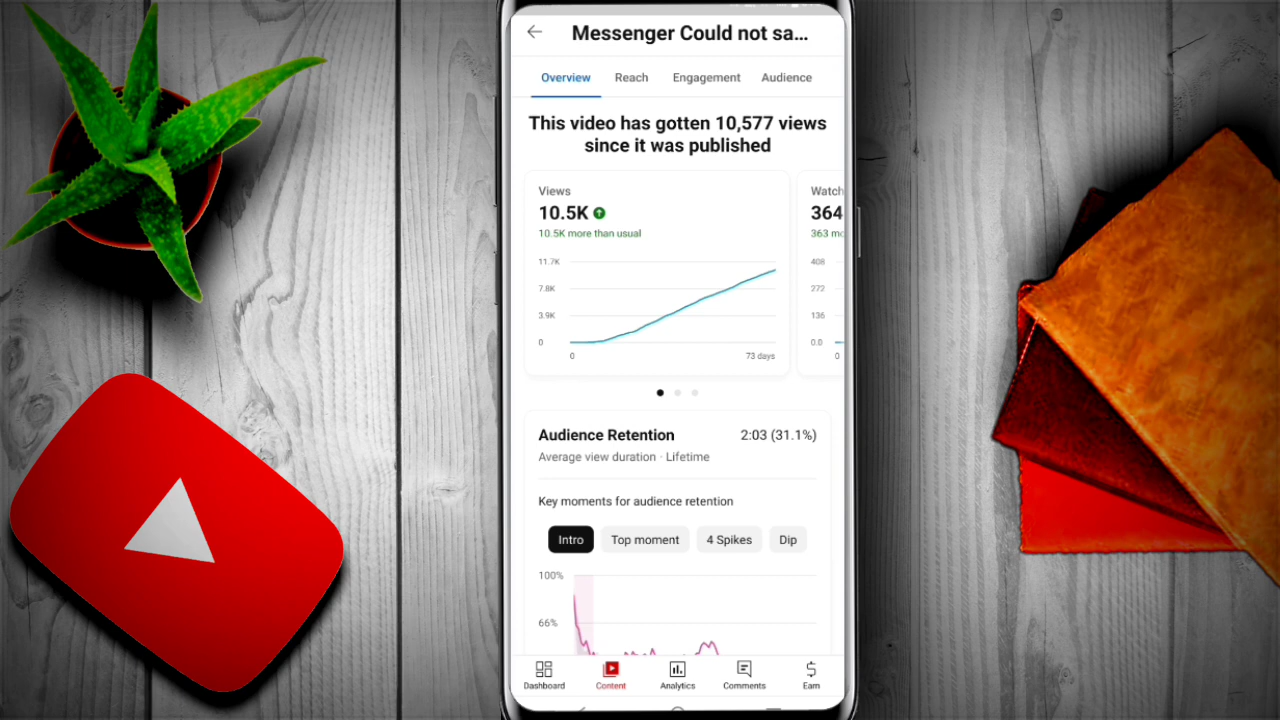 Messenger Could not sa...
Overview Reach Engagement Audience
This video has gotten 10,577 views
since it was published
Views
10.5K
10.5K more than usual
11.7K
7.8K
3.9K
0
0 73 days
Watch
364
363 mo
408
272
136
0.0
0
Audience Retention 2:03 (31.1%)
Average view duration · Lifetime
Key moments for audience retention
Intro Top moment 4 Spikes Dip
100%
66%
Dashboard Content Analytics Comments Earn